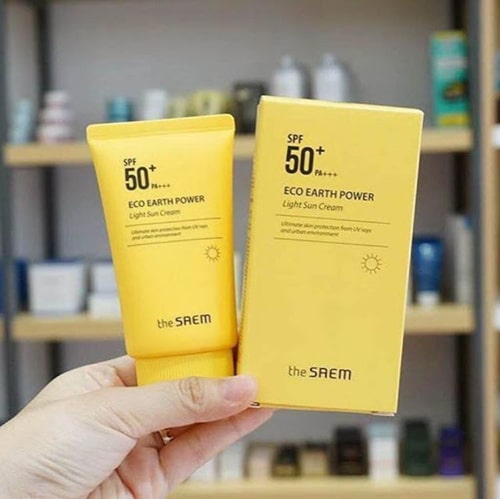 SPF
50+
PA+++
ECO EARTH POWER
Light Sun Cream
Ultimate skin protection from UV rays
and urban environment
the SAEM
SPF
50+
PA+++
ECO EARTH POWER
Light Sun Cream
Ultimate skin protection from UV rays
and urban environment
the SAEM